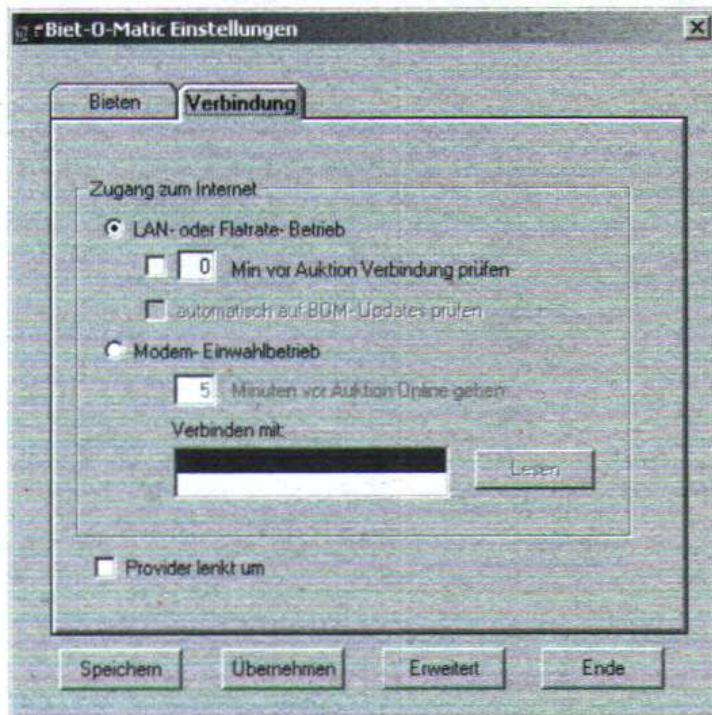 Biet-O-Matic Einstellungen
Bieten
Verbindung
Zugang zum Internet
LAN- oder Flatrate- Betrieb
0 Min vor Auktion Verbindung prüfen
automatisch auf BOM-Updates prüfen
Modem- Einwahlbetrieb
5 Minuten vor Auktion Online gehen
Verbinden mit:
Lesen
Provider lenkt um
Speichern
Übernehmen
Erweitert
Ende